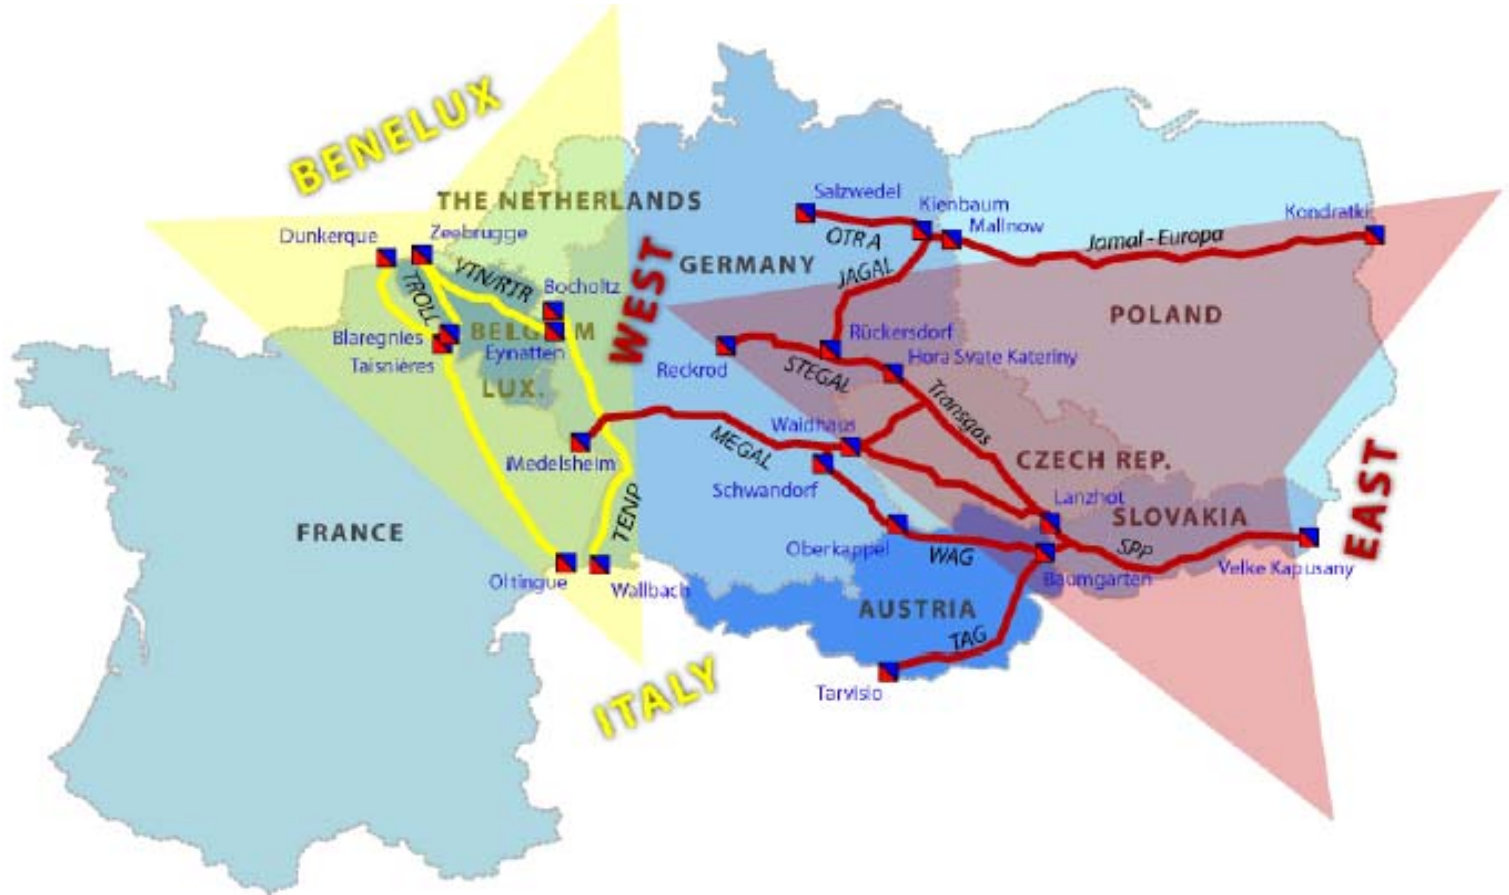 BENELUX
THE NETHERLANDS
Salzwedel
Kienbaum
Mallnow
Kondratki
Dunkerque
Zeebrugge
OTRA
Jamal - Europa
WEST
GERMANY
JAGAL
VTN/RTR
TROLL
Bocholtz
POLAND
Blaregnies
BELGIUM
Rückersdorf
Eynatten
Hora Svate Kateriny
Taisnières
Reckrod
STEGAL
LUX.
Transgas
Waidhaus
MEGAL
Medelsheim
CZECH REP.
Schwandorf
Lanzhot
EAST
TENP
SLOVAKIA
FRANCE
Oberkappel
WAG
SPP
Velke Kapusany
Oltingue
Wallbach
Baumgarten
AUSTRIA
TAG
ITALY
Tarvisio